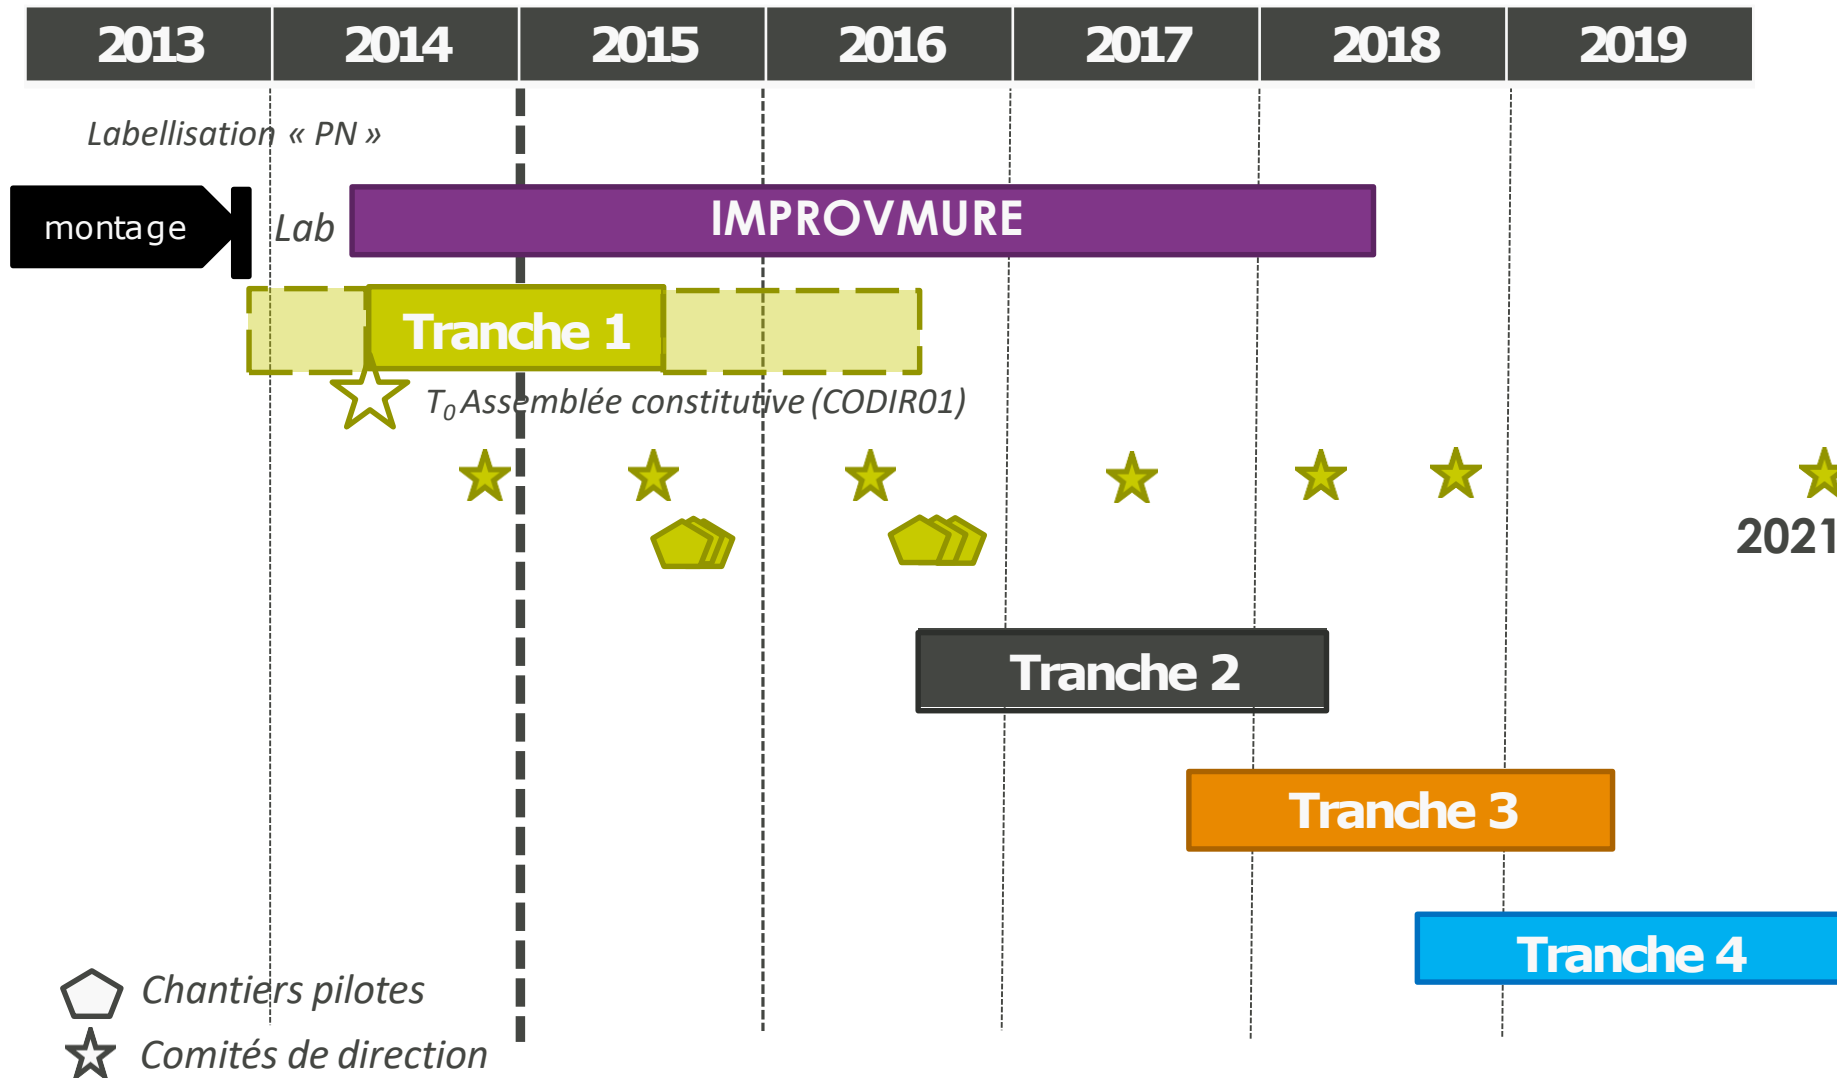 2013 2014 2015 2016 2017 2018 2019
Labellisation « PN »
montage
Lab
IMPROVMURE
Tranche 1
T0 Assemblée constitutive (CODIR01)
2021
Tranche 2
Tranche 3
Tranche 4
Chantiers pilotes
Comités de direction